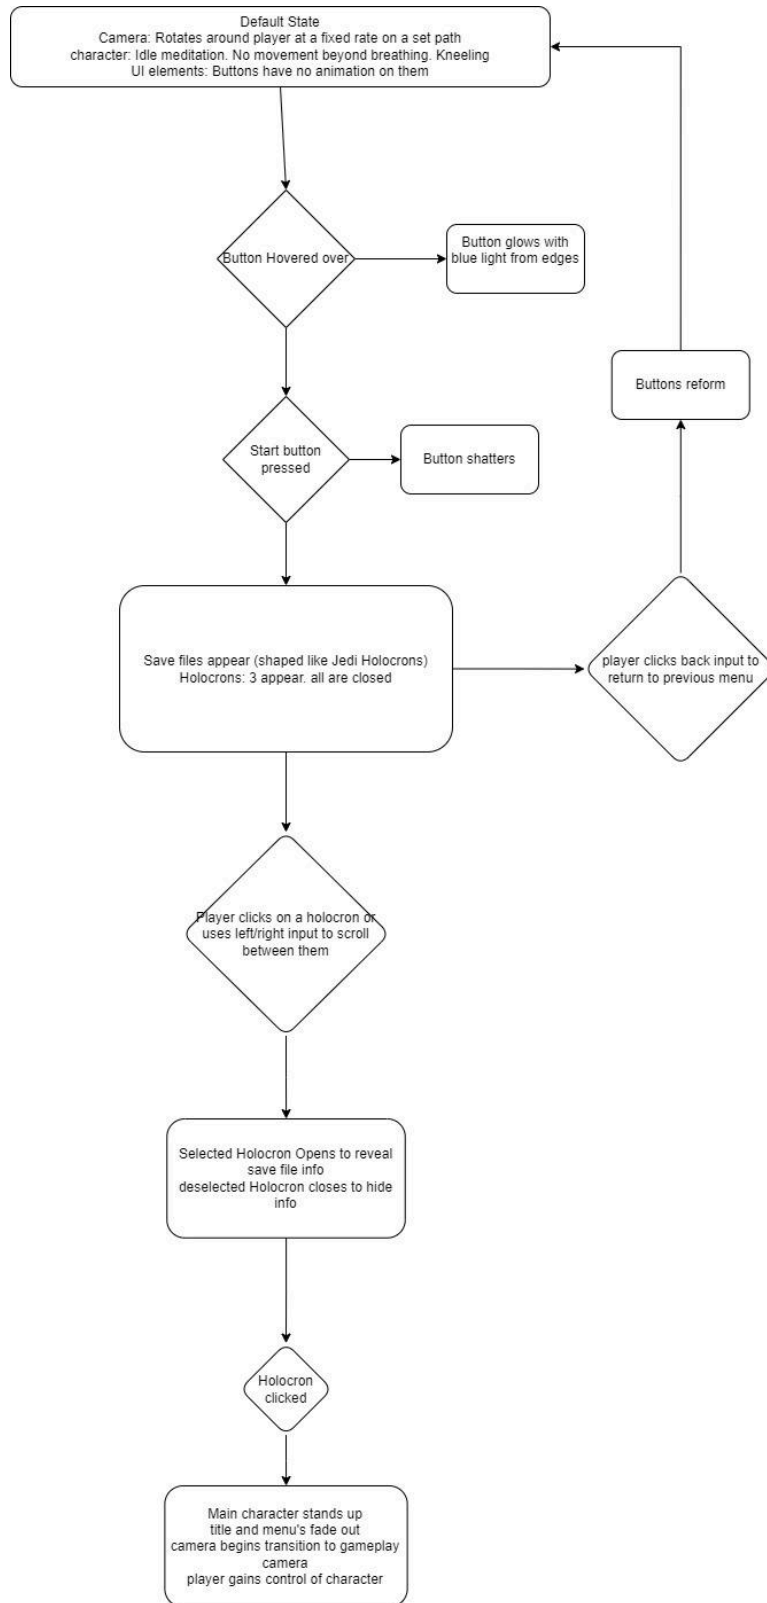 Default State
Camera: Rotates around player at a fixed rate on a set path
character: Idle meditation. No movement beyond breathing. Kneeling
UI elements: Buttons have no animation on them
Button Hovered over
Button glows with
blue light from edges
Buttons reform
Start button
pressed
Button shatters
Save files appear (shaped like Jedi Holocrons)
Holocrons: 3 appear. all are closed
player clicks back input to
return to previous menu
Player clicks on a holocron or
uses left/right input to scroll
between them
Selected Holocron Opens to reveal
save file info
deselected Holocron closes to hide
info
Holocron
clicked
Main character stands up
title and menu's fade out
camera begins transition to gameplay
camera
player gains control of character